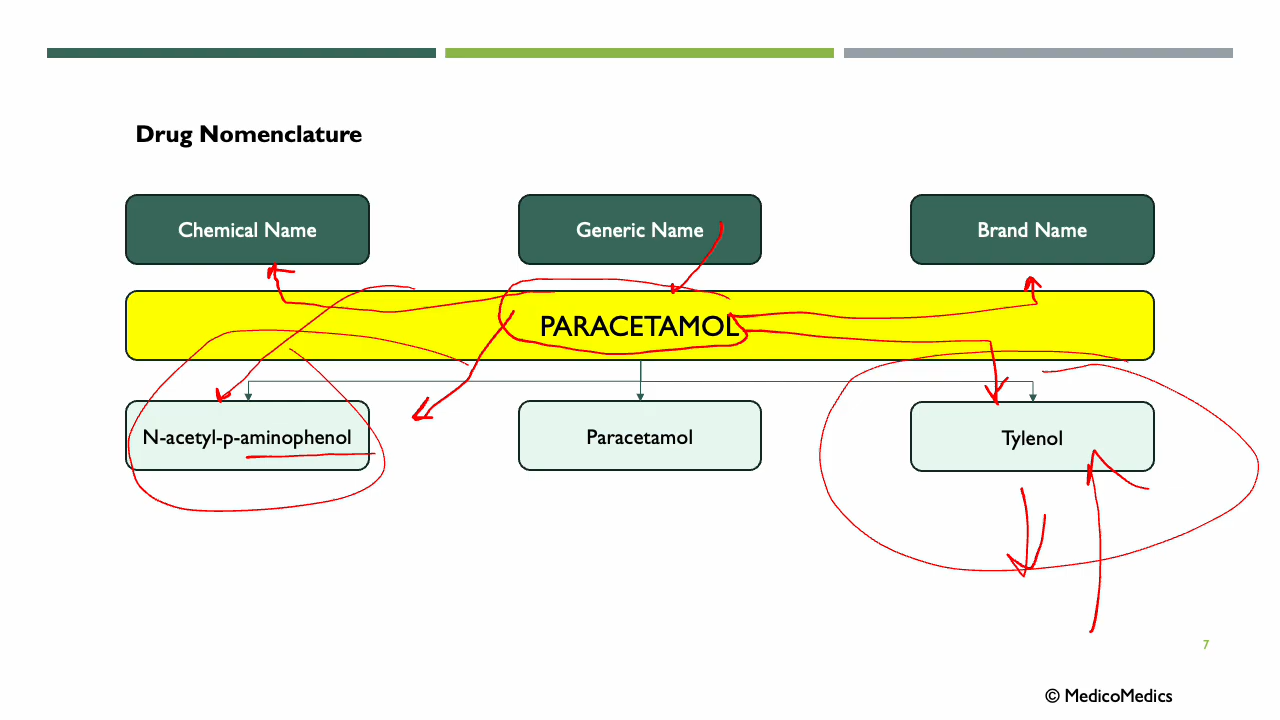 Drug Nomenclature
Chemical Name
Generic Name
Brand Name
PARACETAMOL
N-acetyl-p-aminophenol
Paracetamol
Tylenol
7
© MedicoMedics